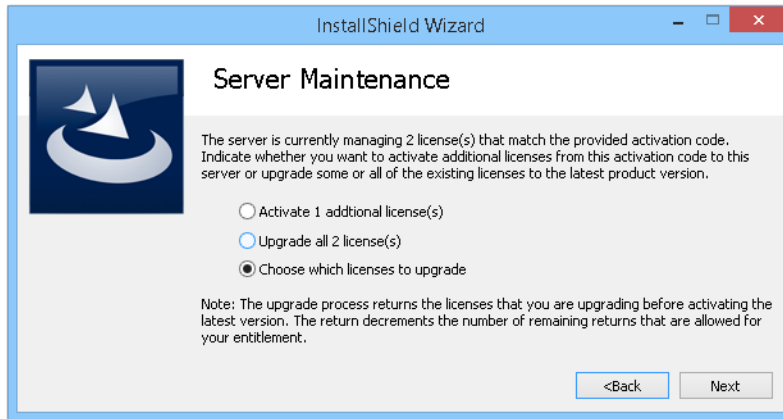 InstallShield Wizard
Server Maintenance
The server is currently managing 2 license(s) that match the provided activation code.
Indicate whether you want to activate additional licenses from this activation code to this
server or upgrade some or all of the existing licenses to the latest product version.
Activate 1 addtional license(s)
Upgrade all 2 license(s)
Choose which licenses to upgrade
Note: The upgrade process returns the licenses that you are upgrading before activating the
latest version. The return decrements the number of remaining returns that are allowed for
your entitlement.
<Back Next